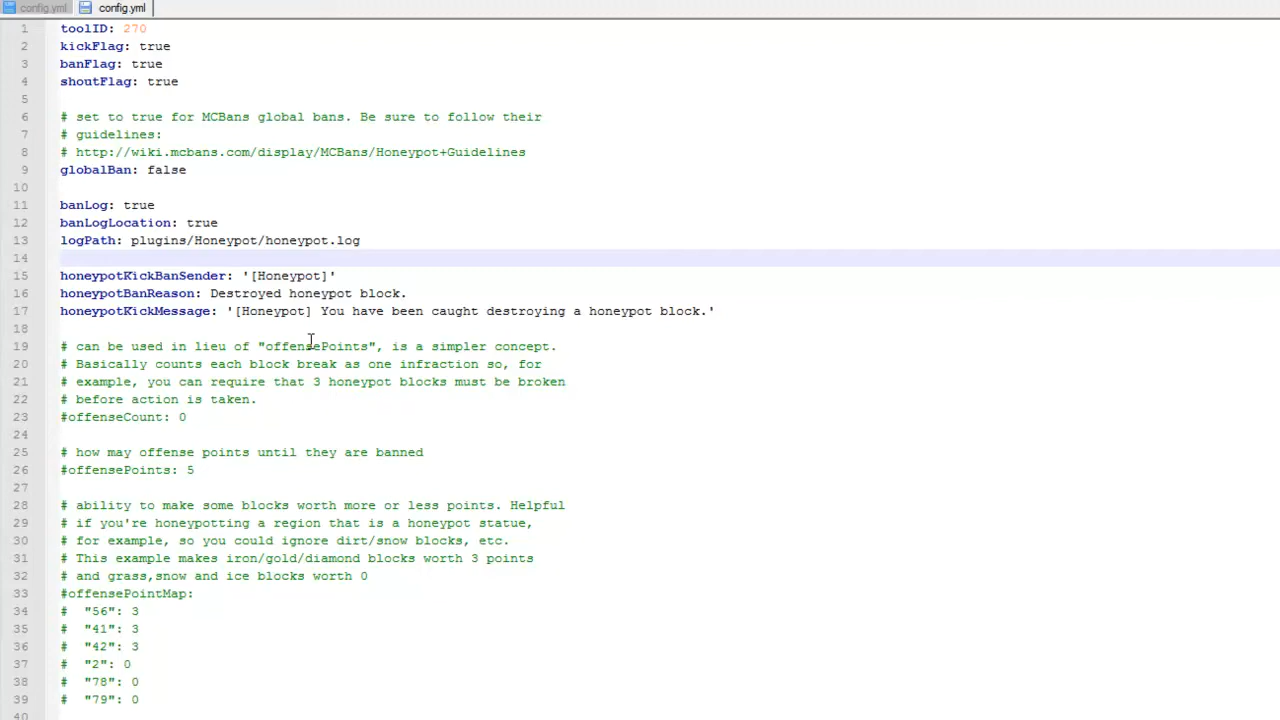 config.yml config.yml
1 toolID: 270
2 kickFlag: true
3 banFlag: true
4 shoutFlag: true
5
6 # set to true for MCBans global bans. Be sure to follow their
7 # guidelines:
8 # http://wiki.mcbans.com/display/MCBans/Honeypot+Guidelines
9 globalBan: false
10
11 banLog: true
12 banLogLocation: true
13 logPath: plugins/Honeypot/honeypot.log
14
15 honeypotKickBanSender: '[Honeypot]'
16 honeypotBanReason: Destroyed honeypot block.
17 honeypotKickMessage: '[Honeypot] You have been caught destroying a honeypot block.'
18
19 # can be used in lieu of "offensePoints", is a simpler concept.
20 # Basically counts each block break as one infraction so, for
21 # example, you can require that 3 honeypot blocks must be broken
22 # before action is taken.
23 #offenseCount: 0
24
25 # how may offense points until they are banned
26 #offensePoints: 5
27
28 # ability to make some blocks worth more or less points. Helpful
29 # if you're honeypotting a region that is a honeypot statue,
30 # for example, so you could ignore dirt/snow blocks, etc.
31 # This example makes iron/gold/diamond blocks worth 3 points
32 # and grass,snow and ice blocks worth 0
33 #offensePointMap:
34 #  "56": 3
35 #  "41": 3
36 #  "42": 3
37 #  "2": 0
38 #  "78": 0
39 #  "79": 0
40